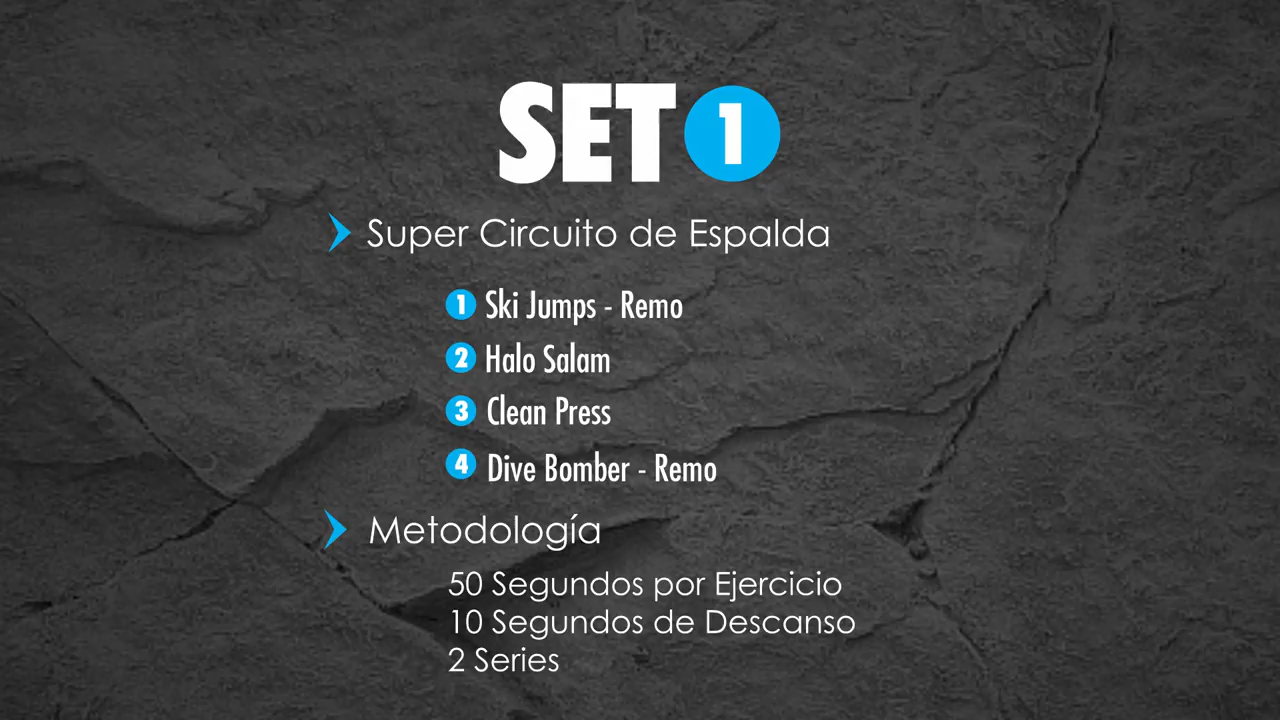 SET 1
Super Circuito de Espalda
1 Ski Jumps - Remo
2 Halo Salam
3 Clean Press
4 Dive Bomber - Remo
Metodología
50 Segundos por Ejercicio
10 Segundos de Descanso
2 Series